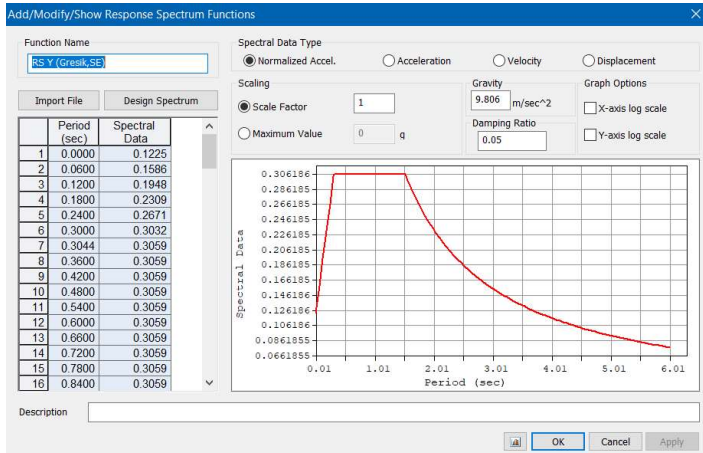 Add/Modify/Show Response Spectrum Functions
Function Name
RS Y (Gresik,SE)
Import File
Design Spectrum
Period (sec) Spectral Data
1 0.0000 0.1225
2 0.0600 0.1586
3 0.1200 0.1948
4 0.1800 0.2309
5 0.2400 0.2671
6 0.3000 0.3032
7 0.3044 0.3059
8 0.3600 0.3059
9 0.4200 0.3059
10 0.4800 0.3059
11 0.5400 0.3059
12 0.6000 0.3059
13 0.6600 0.3059
14 0.7200 0.3059
15 0.7800 0.3059
16 0.8400 0.3059
Spectral Data Type
Normalized Accel. Acceleration Velocity Displacement
Scaling
Scale Factor 1
Maximum Value 0 g
Gravity
9.806 m/sec^2
Damping Ratio
0.05
Graph Options
X-axis log scale
Y-axis log scale
Spectral Data
0.306186
0.286185
0.266185
0.246185
0.226186
0.206186
0.186185
0.166185
0.146186
0.126186
0.106186
0.0861855
0.0661855
0.01 1.01 2.01 3.01 4.01 5.01 6.01
Period (sec)
Description
OK Cancel Apply